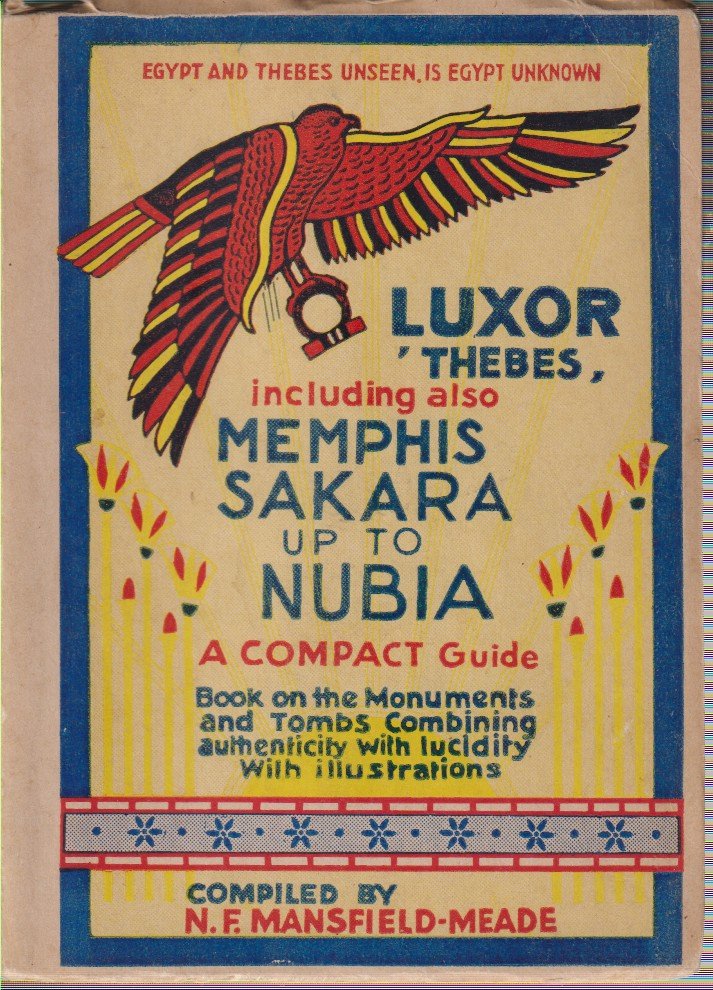 EGYPT AND THEBES UNSEEN, IS EGYPT UNKNOWN
LUXOR
'THEBES,
including also
MEMPHIS
SAKARA
UP TO
NUBIA
A COMPACT Guide
Book on the Monuments
and Tombs Combining
authenticity with lucidity
With illustrations
COMPILED BY
N.F. MANSFIELD-MEADE